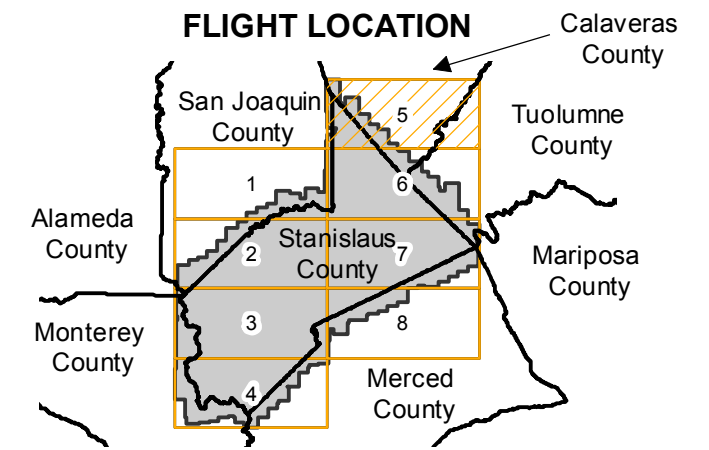 FLIGHT LOCATION
Calaveras
County
San Joaquin
County
5
Tuolumne
County
1
6
Alameda
County
2
Stanislaus
County
7
Mariposa
County
Monterey
County
3
8
Merced
County
4